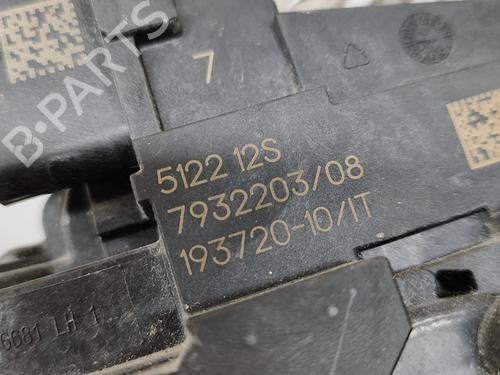 B-PARTS
7
5122 12S
7932203/08
193720-10/IT
6681 LH 1